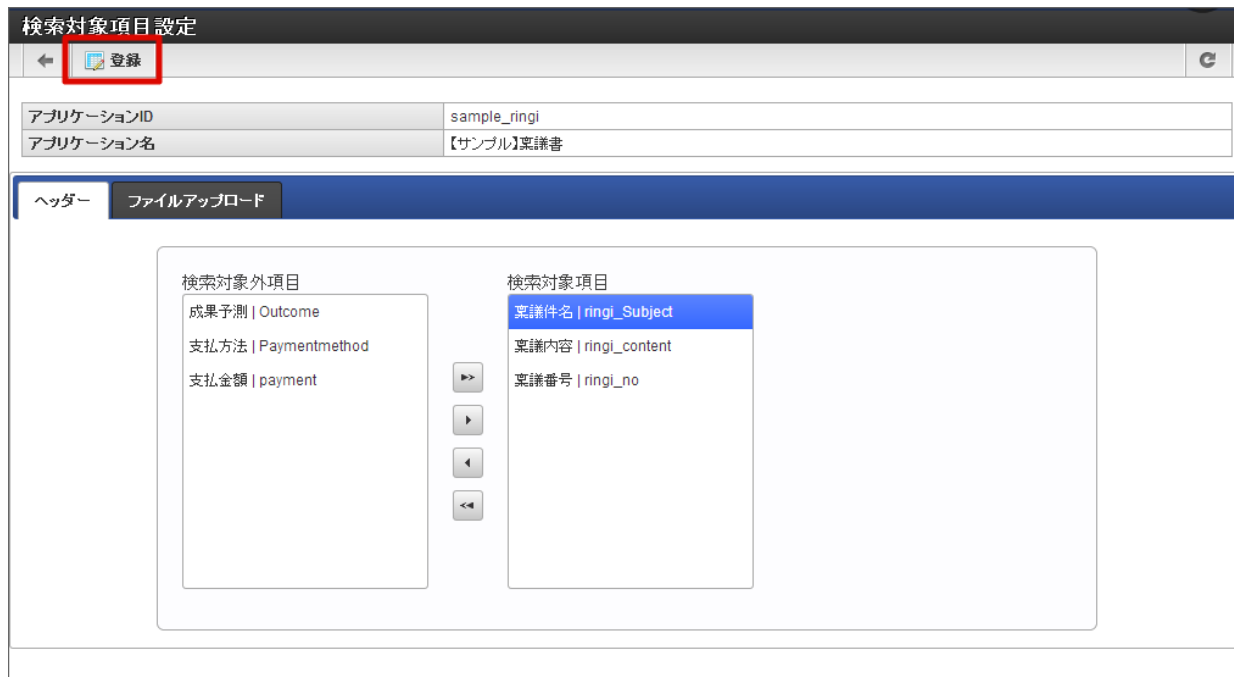 検索対象項目設定
登録
アプリケーションID sample_ringi
アプリケーション名 【サンプル】稟議書
ヘッダー ファイルアップロード
検索対象外項目 検索対象項目
成果予測 | Outcome 稟議件名 | ringi_Subject
支払方法 | Paymentmethod 稟議内容 | ringi_content
支払金額 | payment 稟議番号 | ringi_no